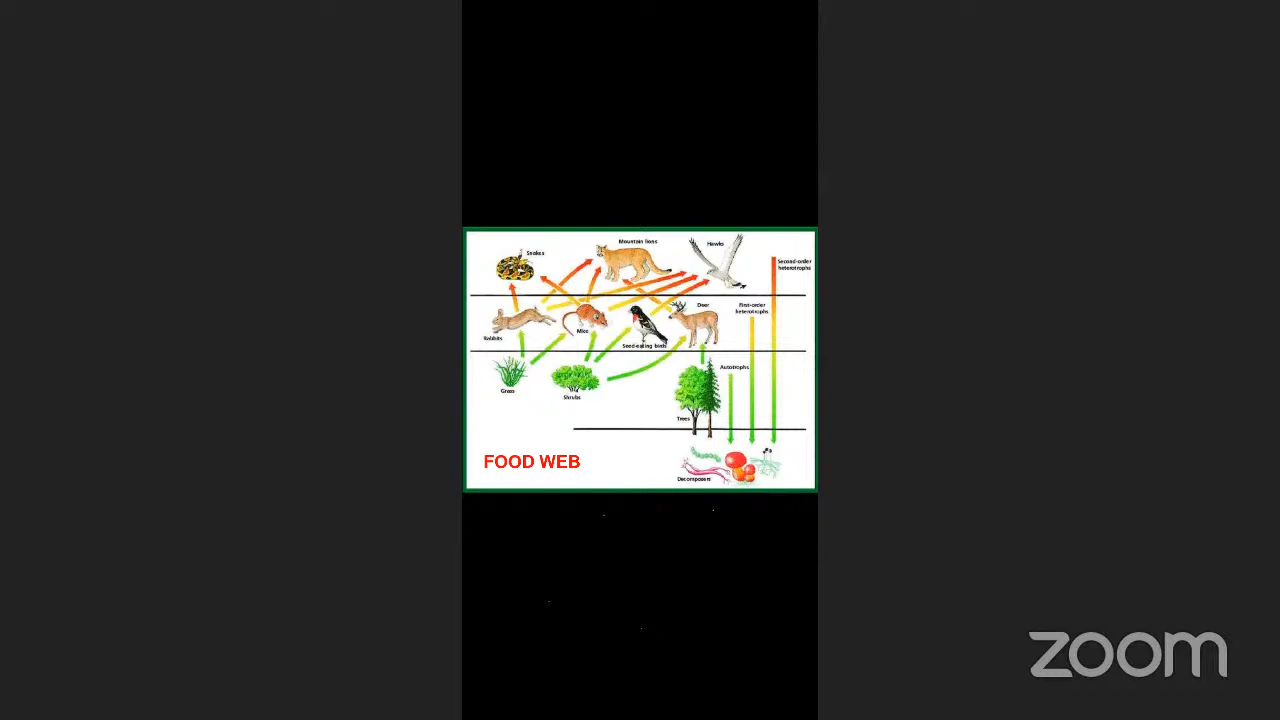 Mountain lions
Hawks
Snakes
Second-order
heterotrophs
Deer
First-order
heterotrophs
Mice
Rabbits
Seed-eating birds
Autotrophs
Grass
Shrubs
Trees
FOOD WEB
Decomposers
zoom